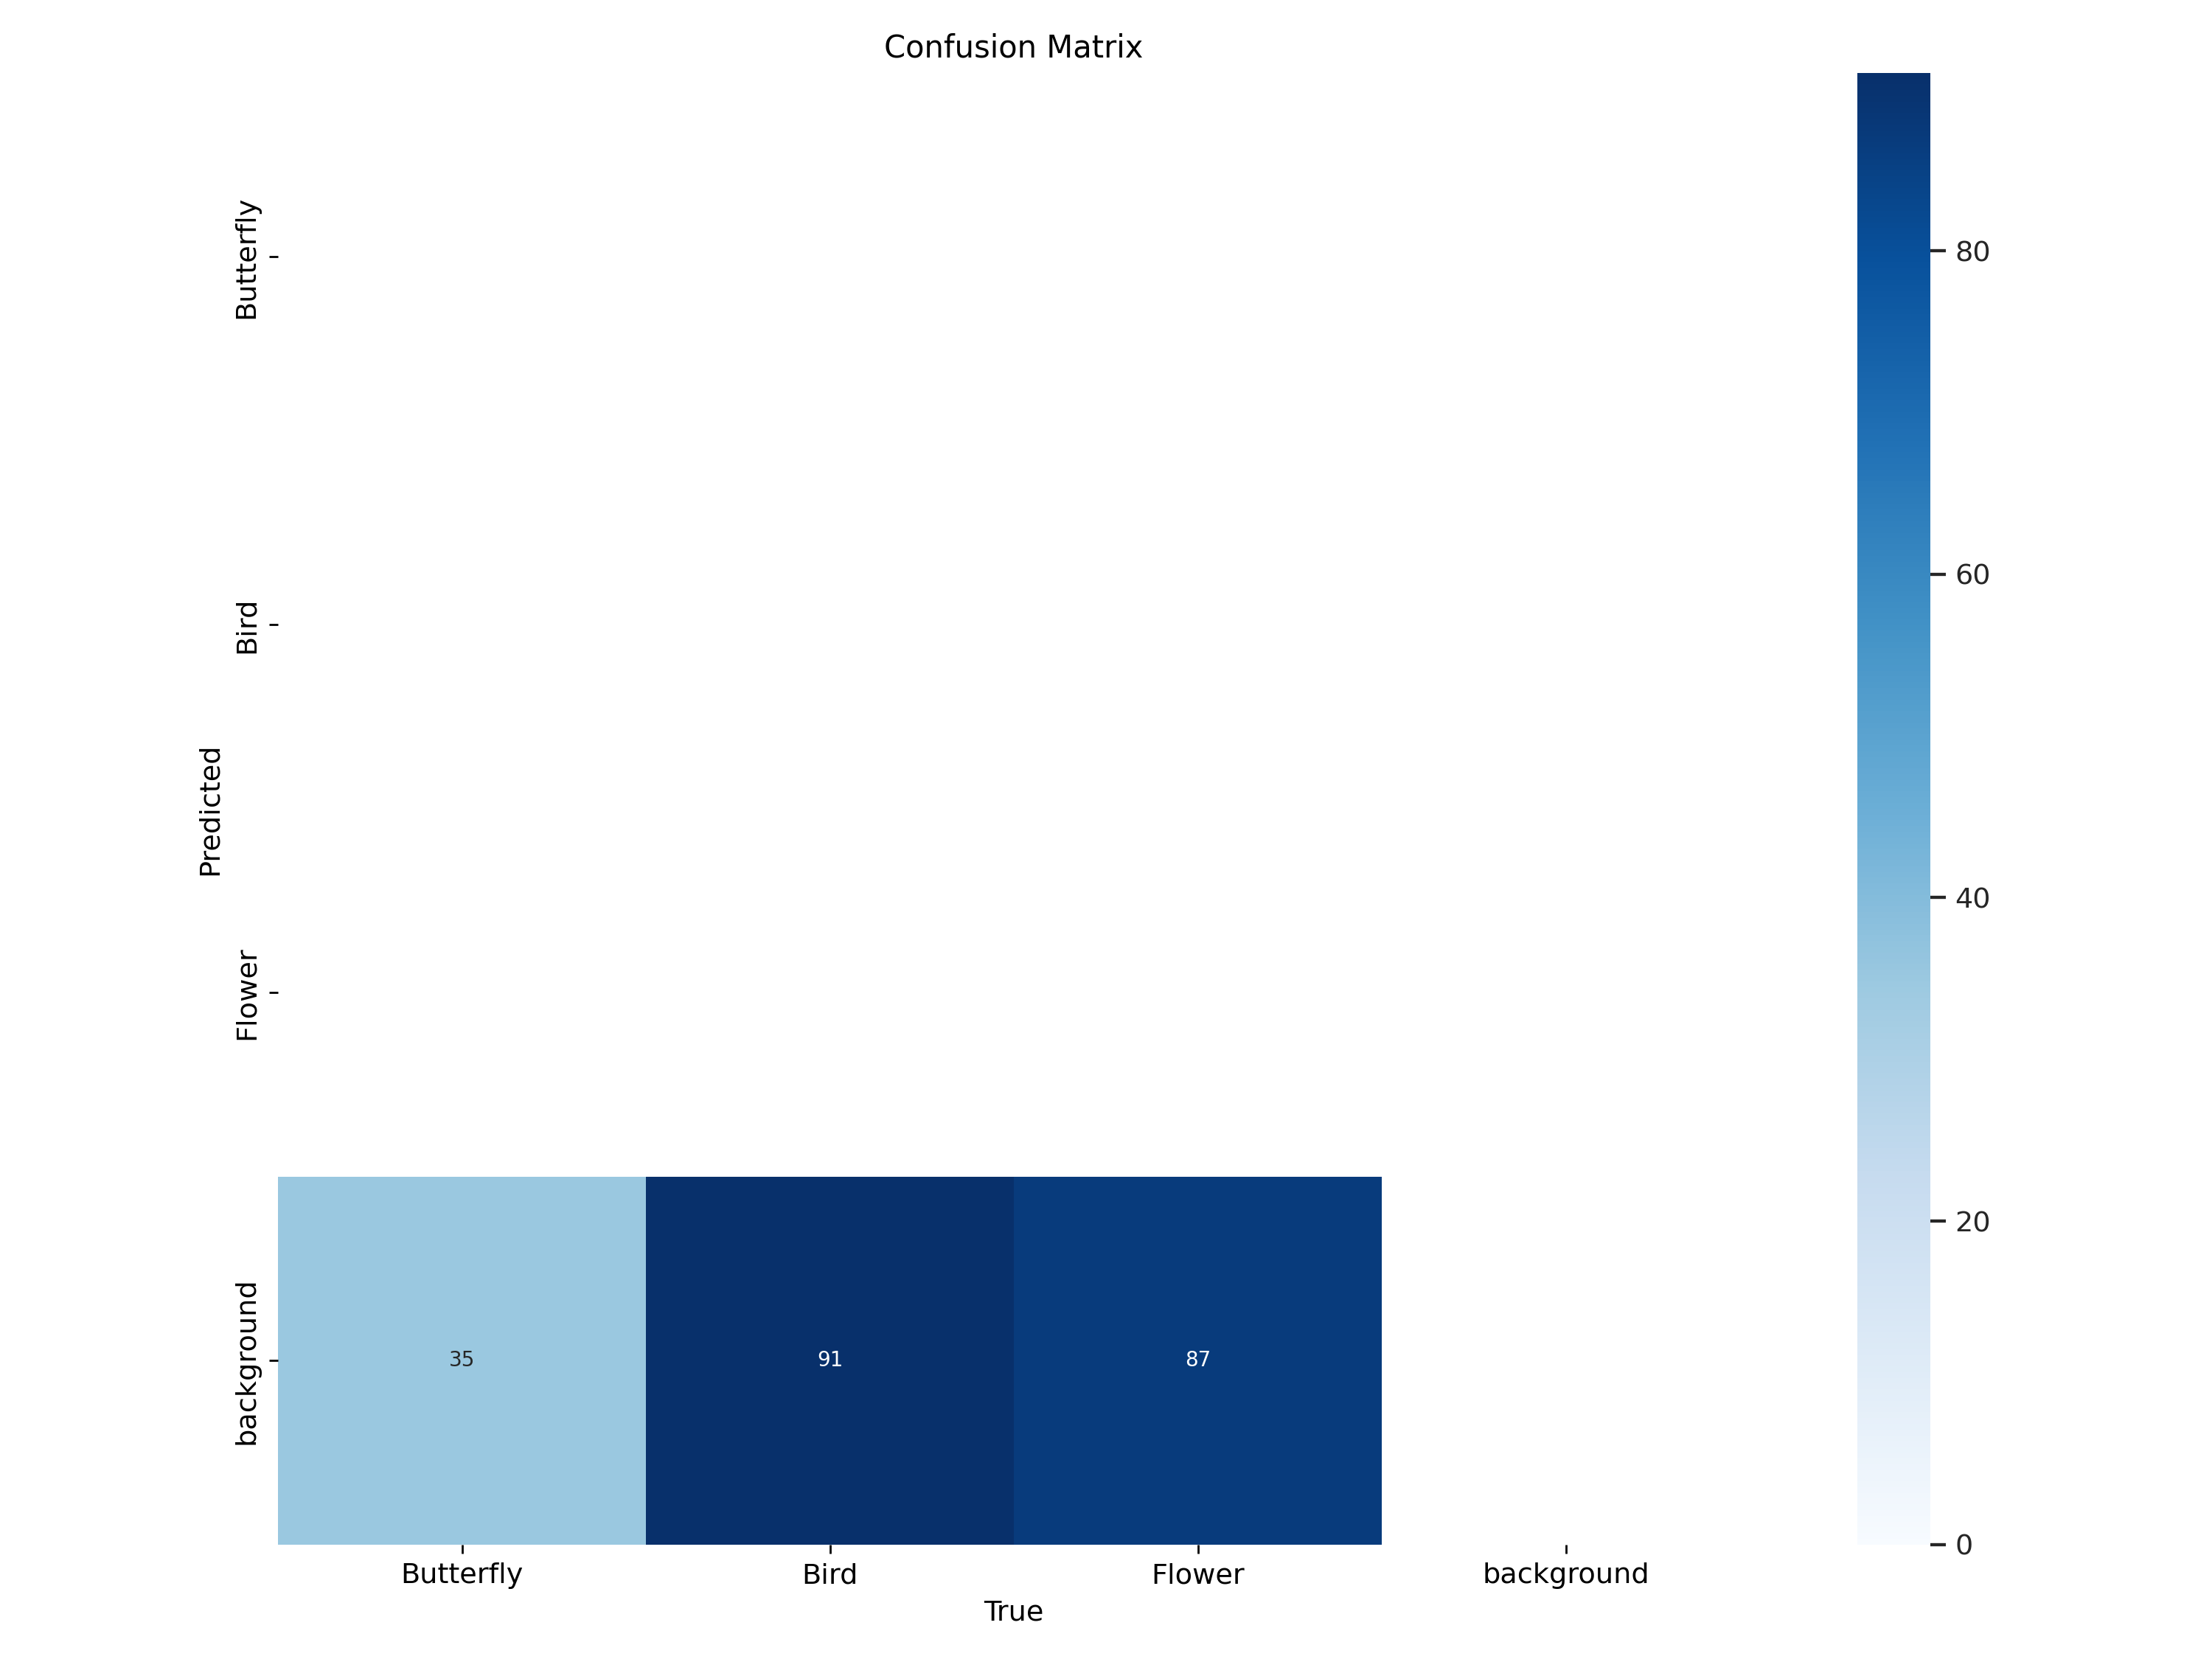 Confusion Matrix
Butterfly
Bird
Flower
background
Predicted
35
91
87
Butterfly
Bird
Flower
background
True
80
60
40
20
0